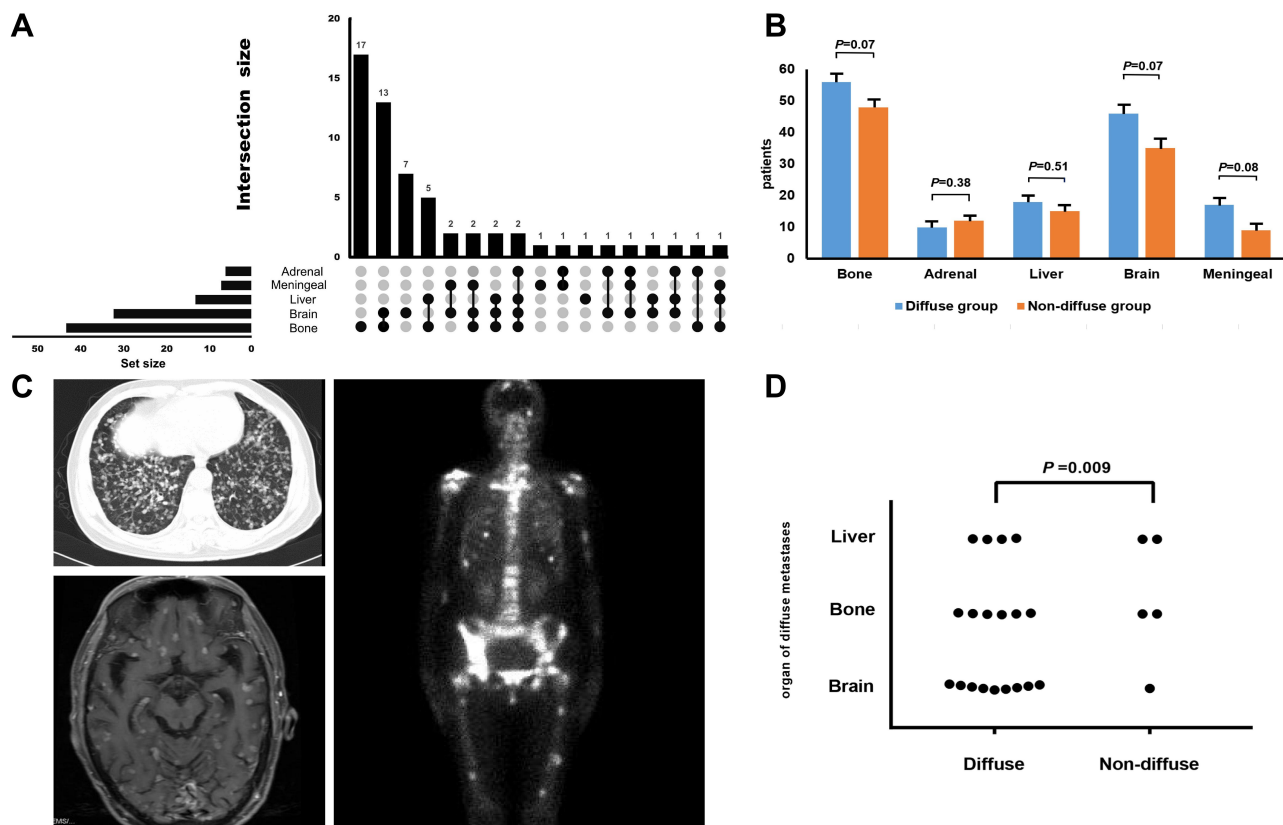 A
Intersection size
20
15
10
5
0
17
13
7
5
2
2
2
2
1
1
1
1
1
1
1
1
1
Adrenal
Meningeal
Liver
Brain
Bone
50
40
30
20
10
0
Set size
B
patients
60
50
40
30
20
10
0
P=0.07
P=0.38
P=0.51
P=0.07
P=0.08
Bone
Adrenal
Liver
Brain
Meningeal
Diffuse group
Non-diffuse group
C
EMS/...
D
P =0.009
organ of diffuse metastases
Liver
Bone
Brain
Diffuse
Non-diffuse